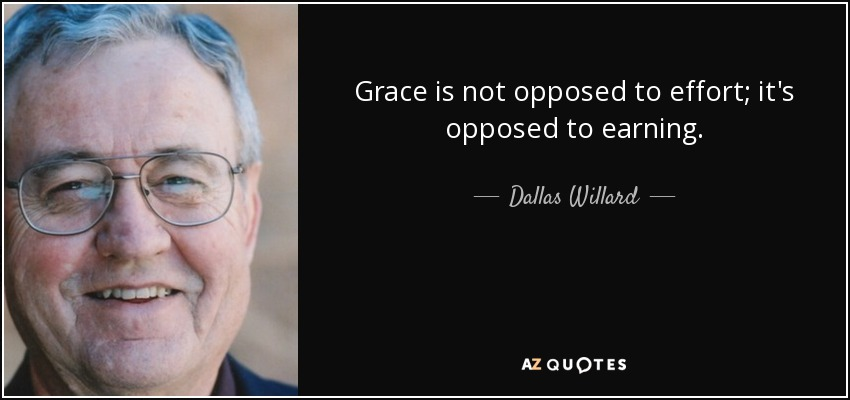 Grace is not opposed to effort; it's
opposed to earning.
Dallas Willard
AZ QUOTES